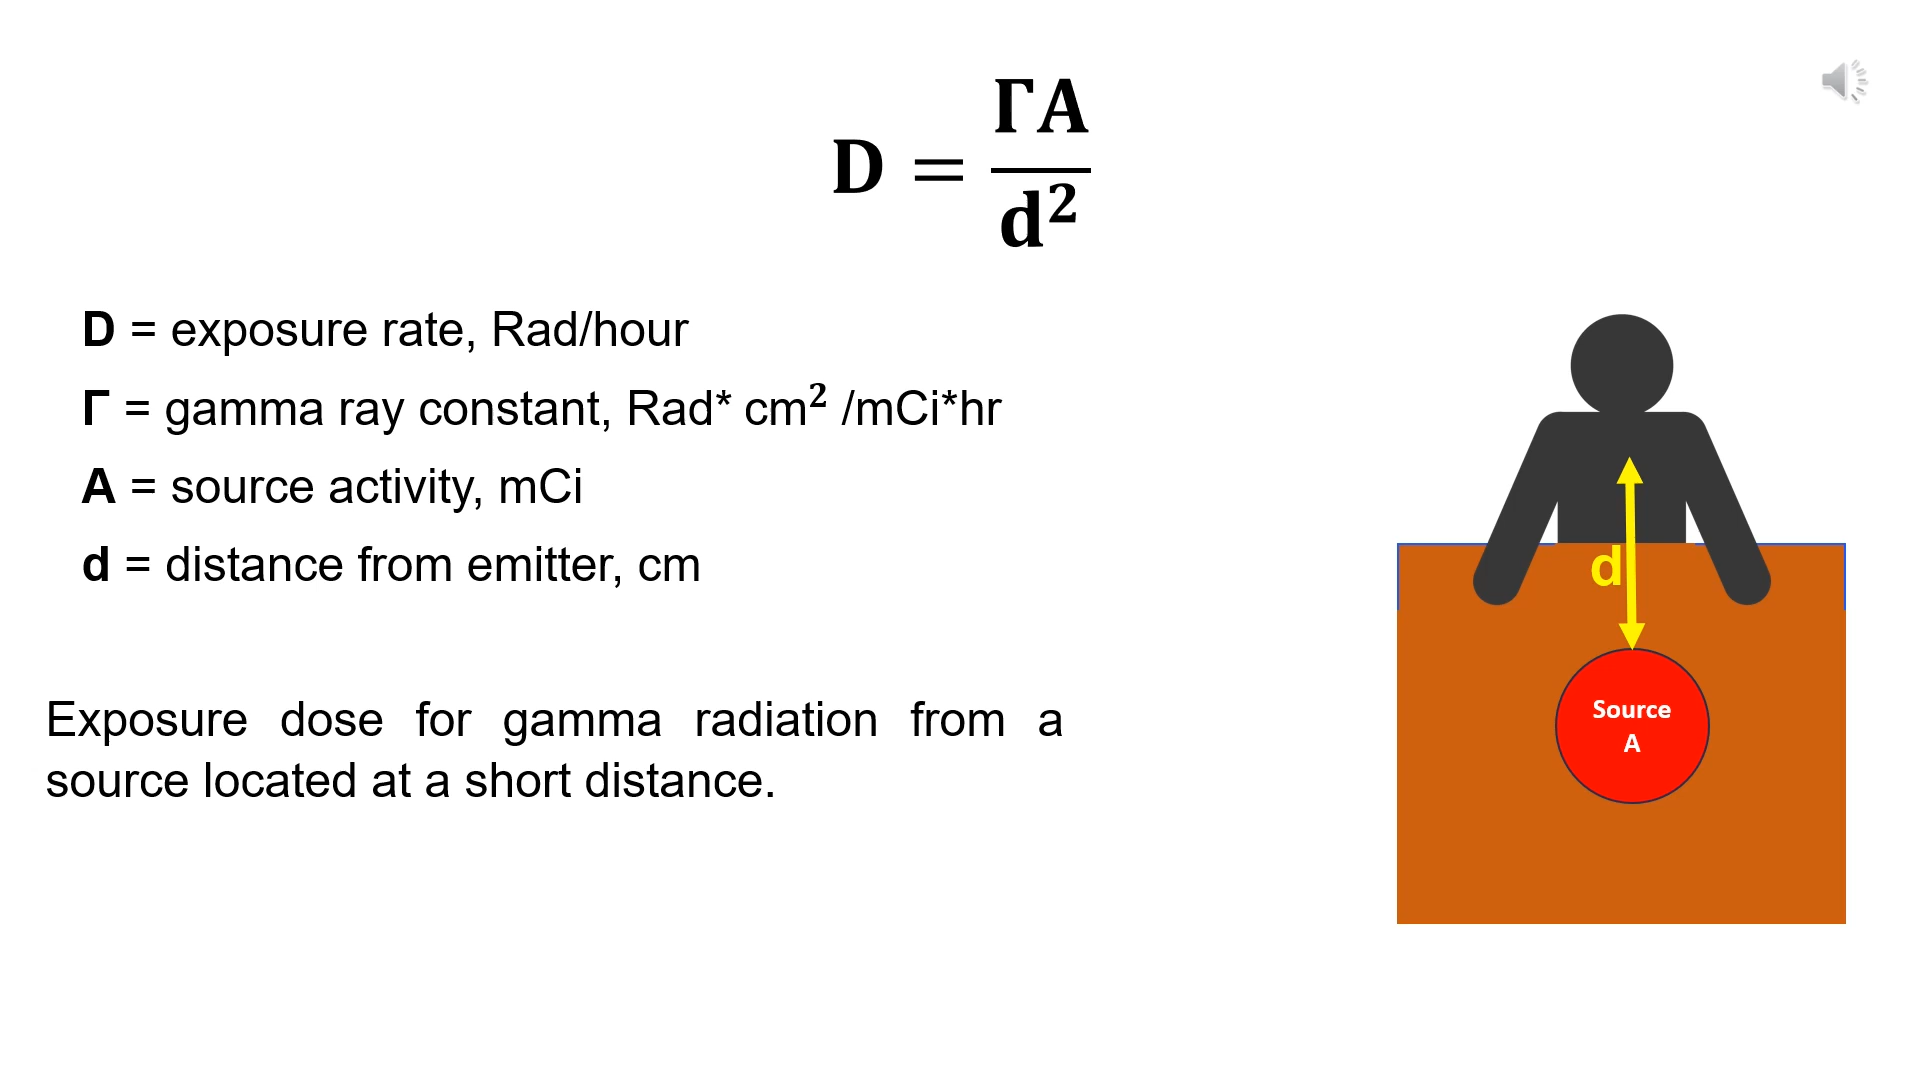 D = ΓA / d²
D = exposure rate, Rad/hour
Γ = gamma ray constant, Rad* cm² /mCi*hr
A = source activity, mCi
d = distance from emitter, cm
Exposure dose for gamma radiation from a
source located at a short distance.
d
Source
A